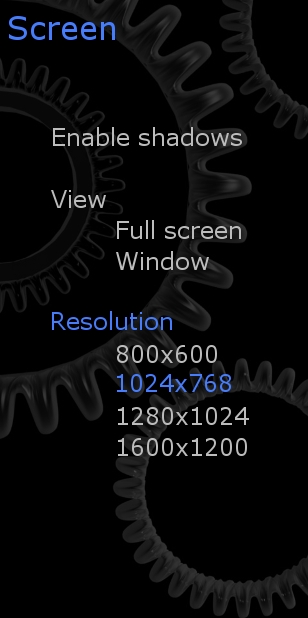 Screen
Enable shadows
View
Full screen
Window
Resolution
800x600
1024x768
1280x1024
1600x1200